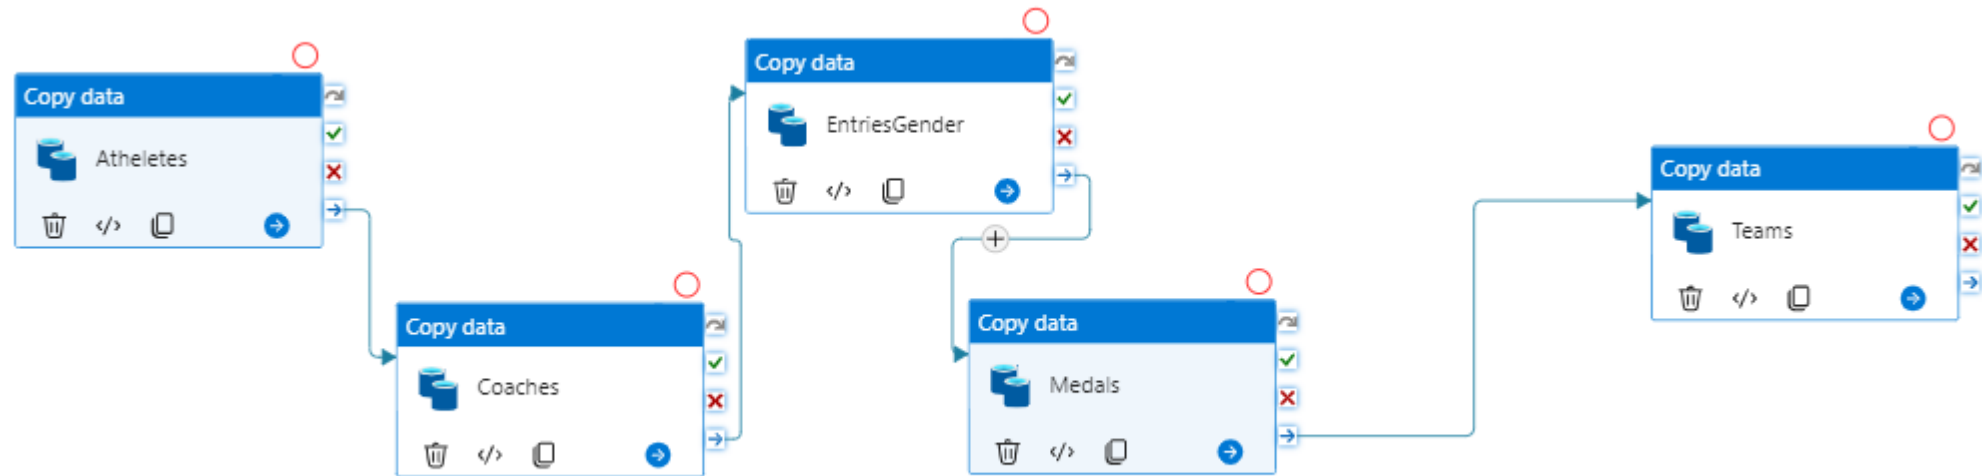 Copy data
Atheletes
Copy data
Coaches
Copy data
EntriesGender
Copy data
Medals
Copy data
Teams